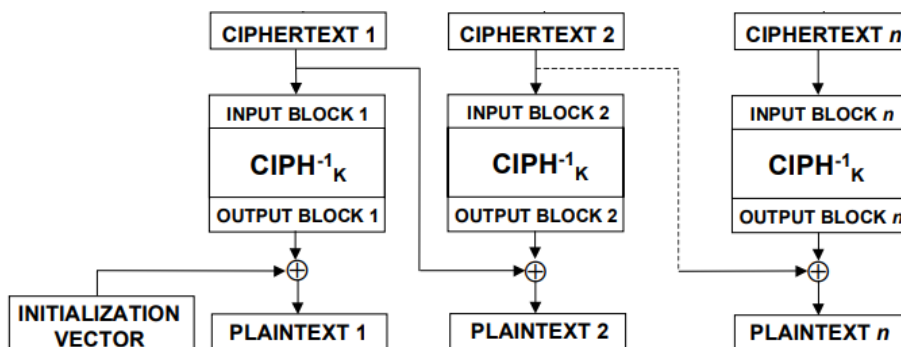 CIPHERTEXT 1 CIPHERTEXT 2 CIPHERTEXT n
INPUT BLOCK 1 INPUT BLOCK 2 INPUT BLOCK n
CIPH⁻¹K CIPH⁻¹K CIPH⁻¹K
OUTPUT BLOCK 1 OUTPUT BLOCK 2 OUTPUT BLOCK n
INITIALIZATION
VECTOR
PLAINTEXT 1 PLAINTEXT 2 PLAINTEXT n